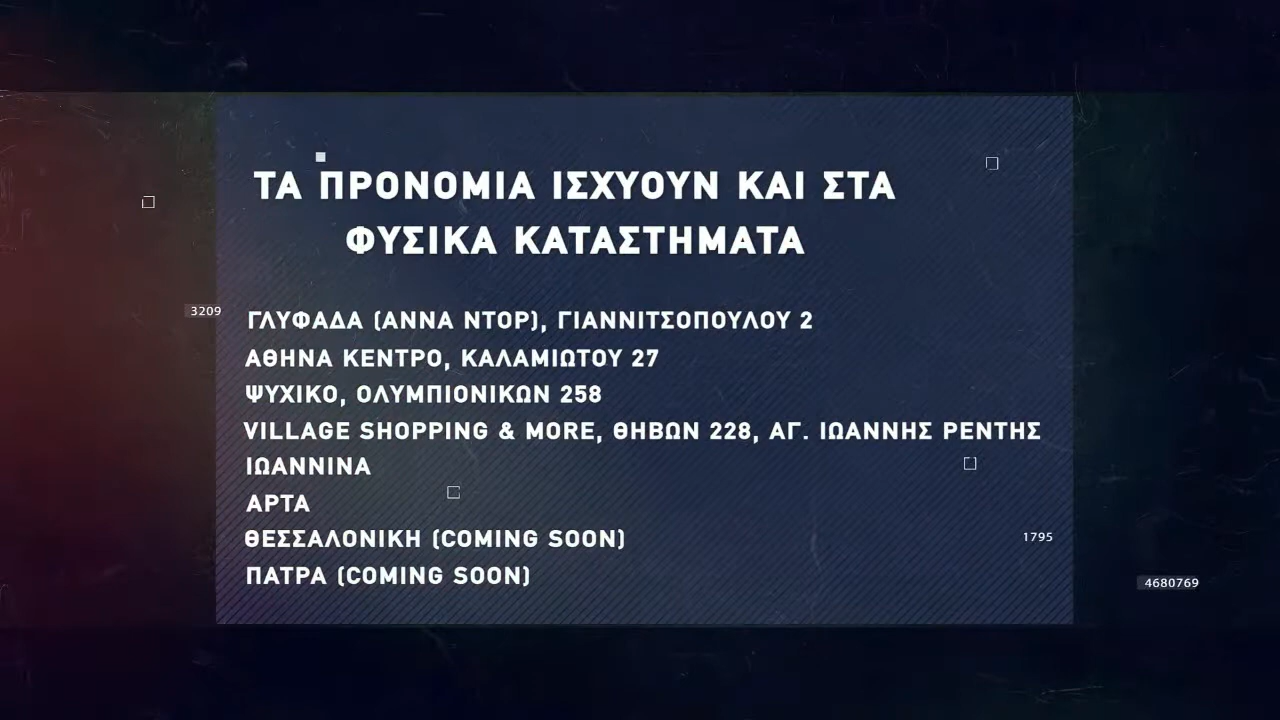 ΤΑ ΠΡΟΝΟΜΙΑ ΙΣΧΥΟΥΝ ΚΑΙ ΣΤΑ
ΦΥΣΙΚΑ ΚΑΤΑΣΤΗΜΑΤΑ
3209
ΓΛΥΦΑΔΑ (ΑΝΝΑ ΝΤΟΡ), ΓΙΑΝΝΙΤΣΟΠΟΥΛΟΥ 2
ΑΘΗΝΑ ΚΕΝΤΡΟ, ΚΑΛΑΜΙΩΤΟΥ 27
ΨΥΧΙΚΟ, ΟΛΥΜΠΙΟΝΙΚΩΝ 258
VILLAGE SHOPPING & MORE, ΘΗΒΩΝ 228, ΑΓ. ΙΩΑΝΝΗΣ ΡΕΝΤΗΣ
ΙΩΑΝΝΙΝΑ
ΑΡΤΑ
ΘΕΣΣΑΛΟΝΙΚΗ (COMING SOON)
1795
ΠΑΤΡΑ (COMING SOON)
4680769